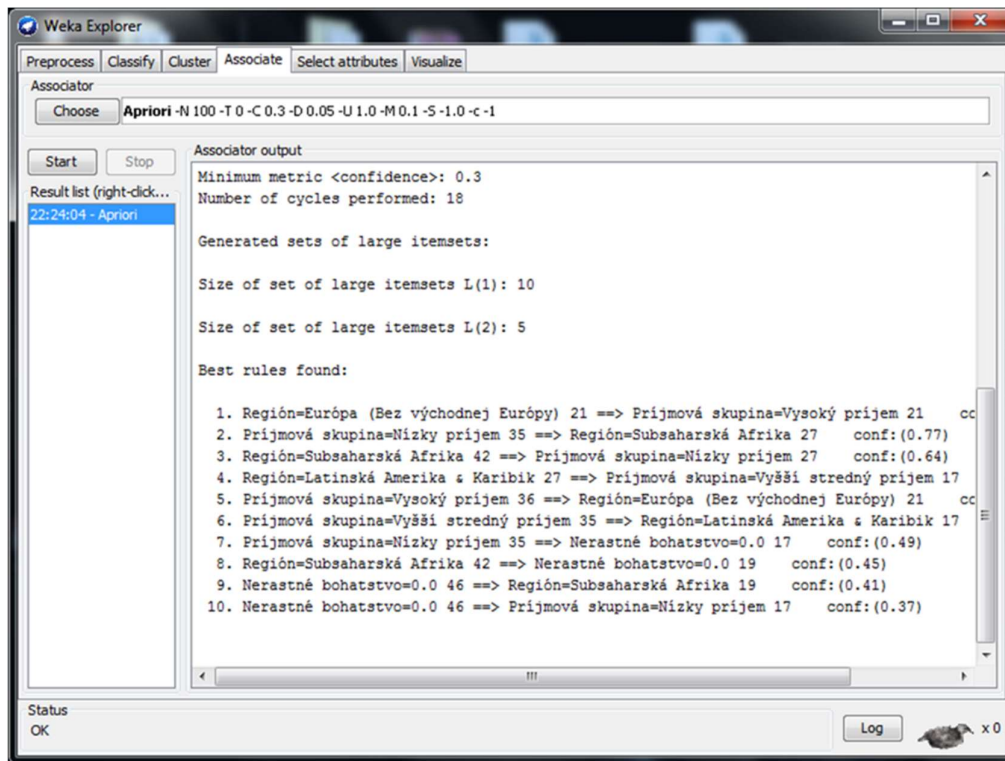 Weka Explorer
Preprocess Classify Cluster Associate Select attributes Visualize
Associator
Choose Apriori -N 100 -T 0 -C 0.3 -D 0.05 -U 1.0 -M 0.1 -S -1.0 -c -1
Start Stop
Result list (right-click...
22:24:04 - Apriori
Associator output
Minimum metric <confidence>: 0.3
Number of cycles performed: 18
Generated sets of large itemsets:
Size of set of large itemsets L(1): 10
Size of set of large itemsets L(2): 5
Best rules found:
1. Región=Európa (Bez východnej Európy) 21 ==> Príjmová skupina=Vysoký príjem 21 co
2. Príjmová skupina=Nízky príjem 35 ==> Región=Subsaharská Afrika 27 conf:(0.77)
3. Región=Subsaharská Afrika 42 ==> Príjmová skupina=Nízky príjem 27 conf:(0.64)
4. Región=Latinská Amerika & Karibik 27 ==> Príjmová skupina=Vyšší stredný príjem 17
5. Príjmová skupina=Vysoký príjem 36 ==> Región=Európa (Bez východnej Európy) 21 co
6. Príjmová skupina=Vyšší stredný príjem 35 ==> Región=Latinská Amerika & Karibik 17
7. Príjmová skupina=Nízky príjem 35 ==> Nerastné bohatstvo=0.0 17 conf:(0.49)
8. Región=Subsaharská Afrika 42 ==> Nerastné bohatstvo=0.0 19 conf:(0.45)
9. Nerastné bohatstvo=0.0 46 ==> Región=Subsaharská Afrika 19 conf:(0.41)
10. Nerastné bohatstvo=0.0 46 ==> Príjmová skupina=Nízky príjem 17 conf:(0.37)
Status
OK
Log x 0